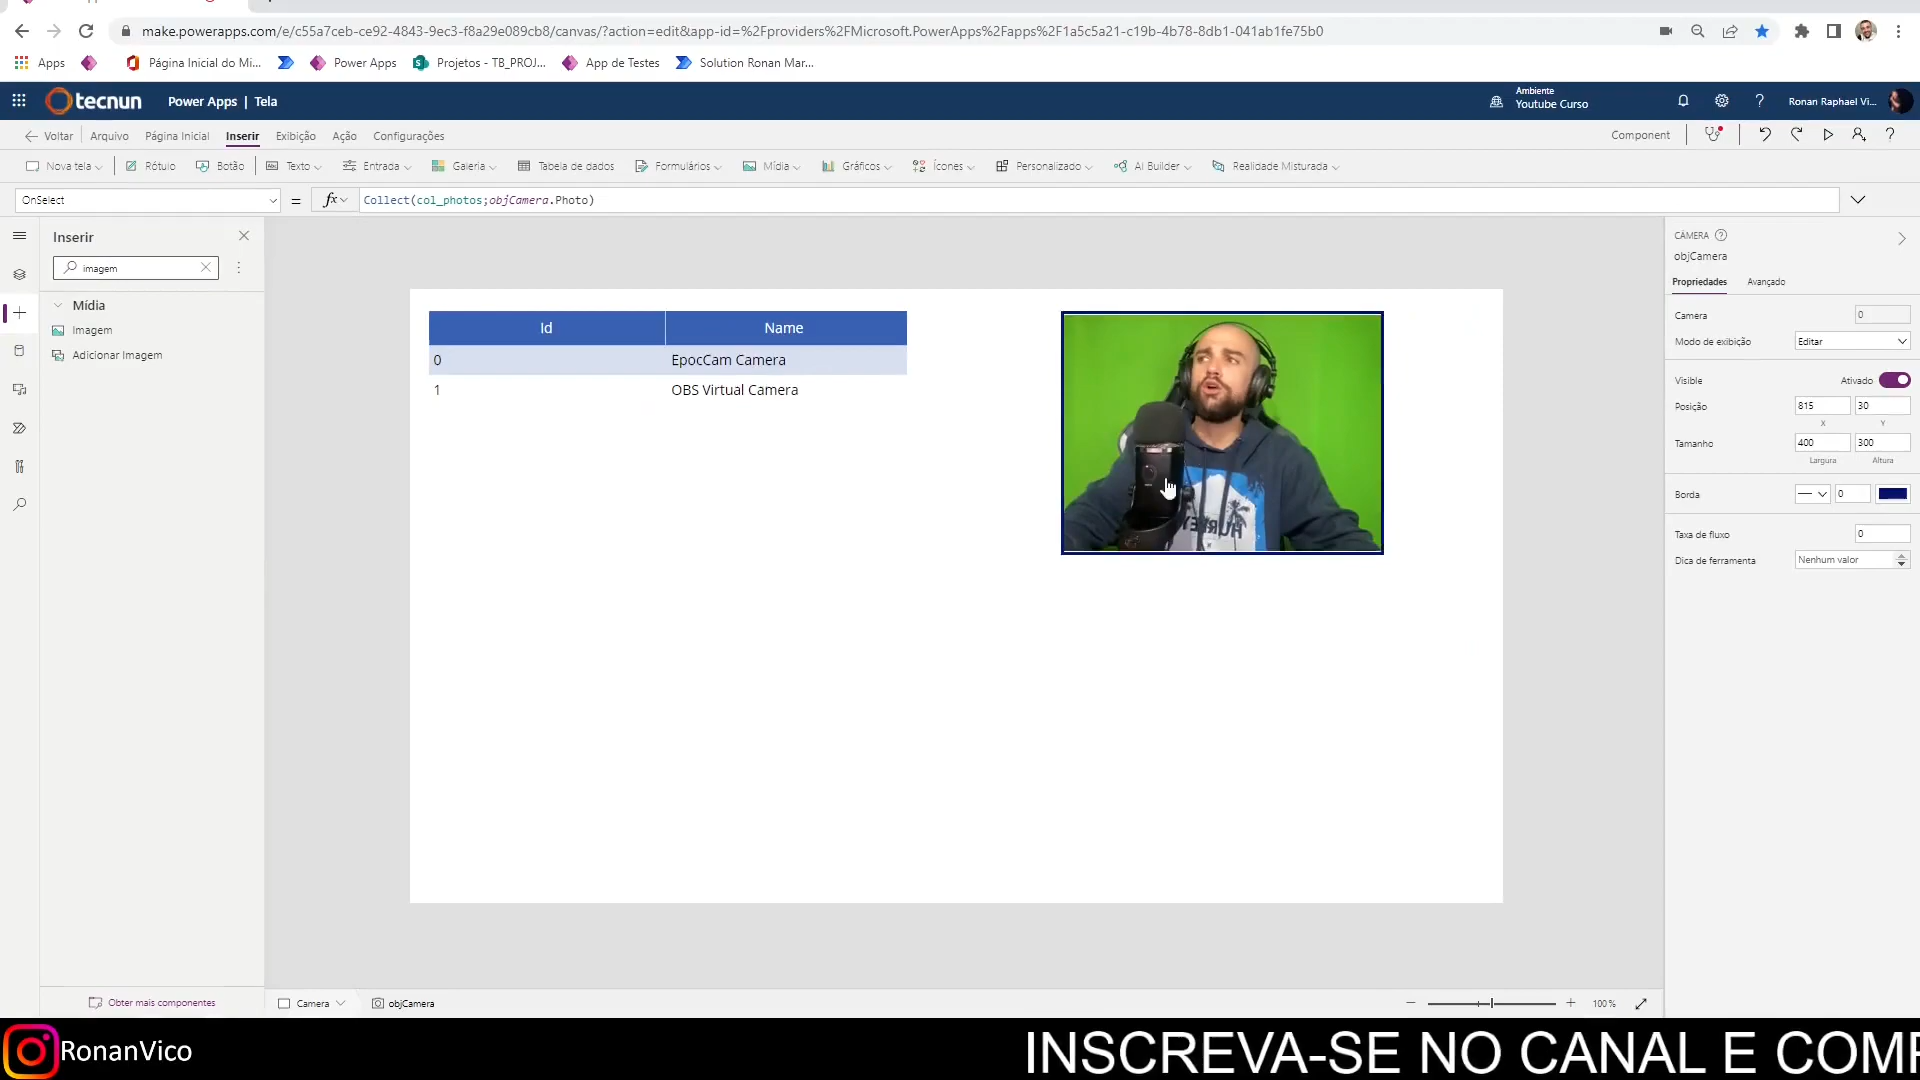 make.powerapps.com/e/c55a7ceb-ce92-4843-9ec3-f8a29e089cb8/canvas/?action=edit&app-id=%2Fproviders%2FMicrosoft.PowerApps%2Fapps%2F1a5c5a21-c19b-4b78-8db1-041ab1fe75b0
Apps Página Inicial do Mi... Power Apps Projetos - TB_PROJ... App de Testes Solution Ronan Mar...
tecnun Power Apps | Tela Ambiente Youtube Curso ? Ronan Raphael Vi...
Voltar Arquivo Página Inicial Inserir Exibição Ação Configurações Component ?
Nova tela Rótulo Botão Texto Entrada Galeria Tabela de dados Formulários Mídia Gráficos Ícones Personalizado AI Builder Realidade Misturada
OnSelect = fx Collect(col_photos;objCamera.Photo)
Inserir
imagem
Mídia
Imagem
Adicionar Imagem
Obter mais componentes
Id Name
0 EpocCam Camera
1 OBS Virtual Camera
CÂMERA ?
objCamera
Propriedades Avançado
Camera 0
Modo de exibição Editar
Visible Ativado
Posição 815 30
X Y
Tamanho 400 300
Largura Altura
Borda 0
Taxa de fluxo 0
Dica de ferramenta Nenhum valor
Camera objCamera 100 %
RonanVico INSCREVA-SE NO CANAL E COMP